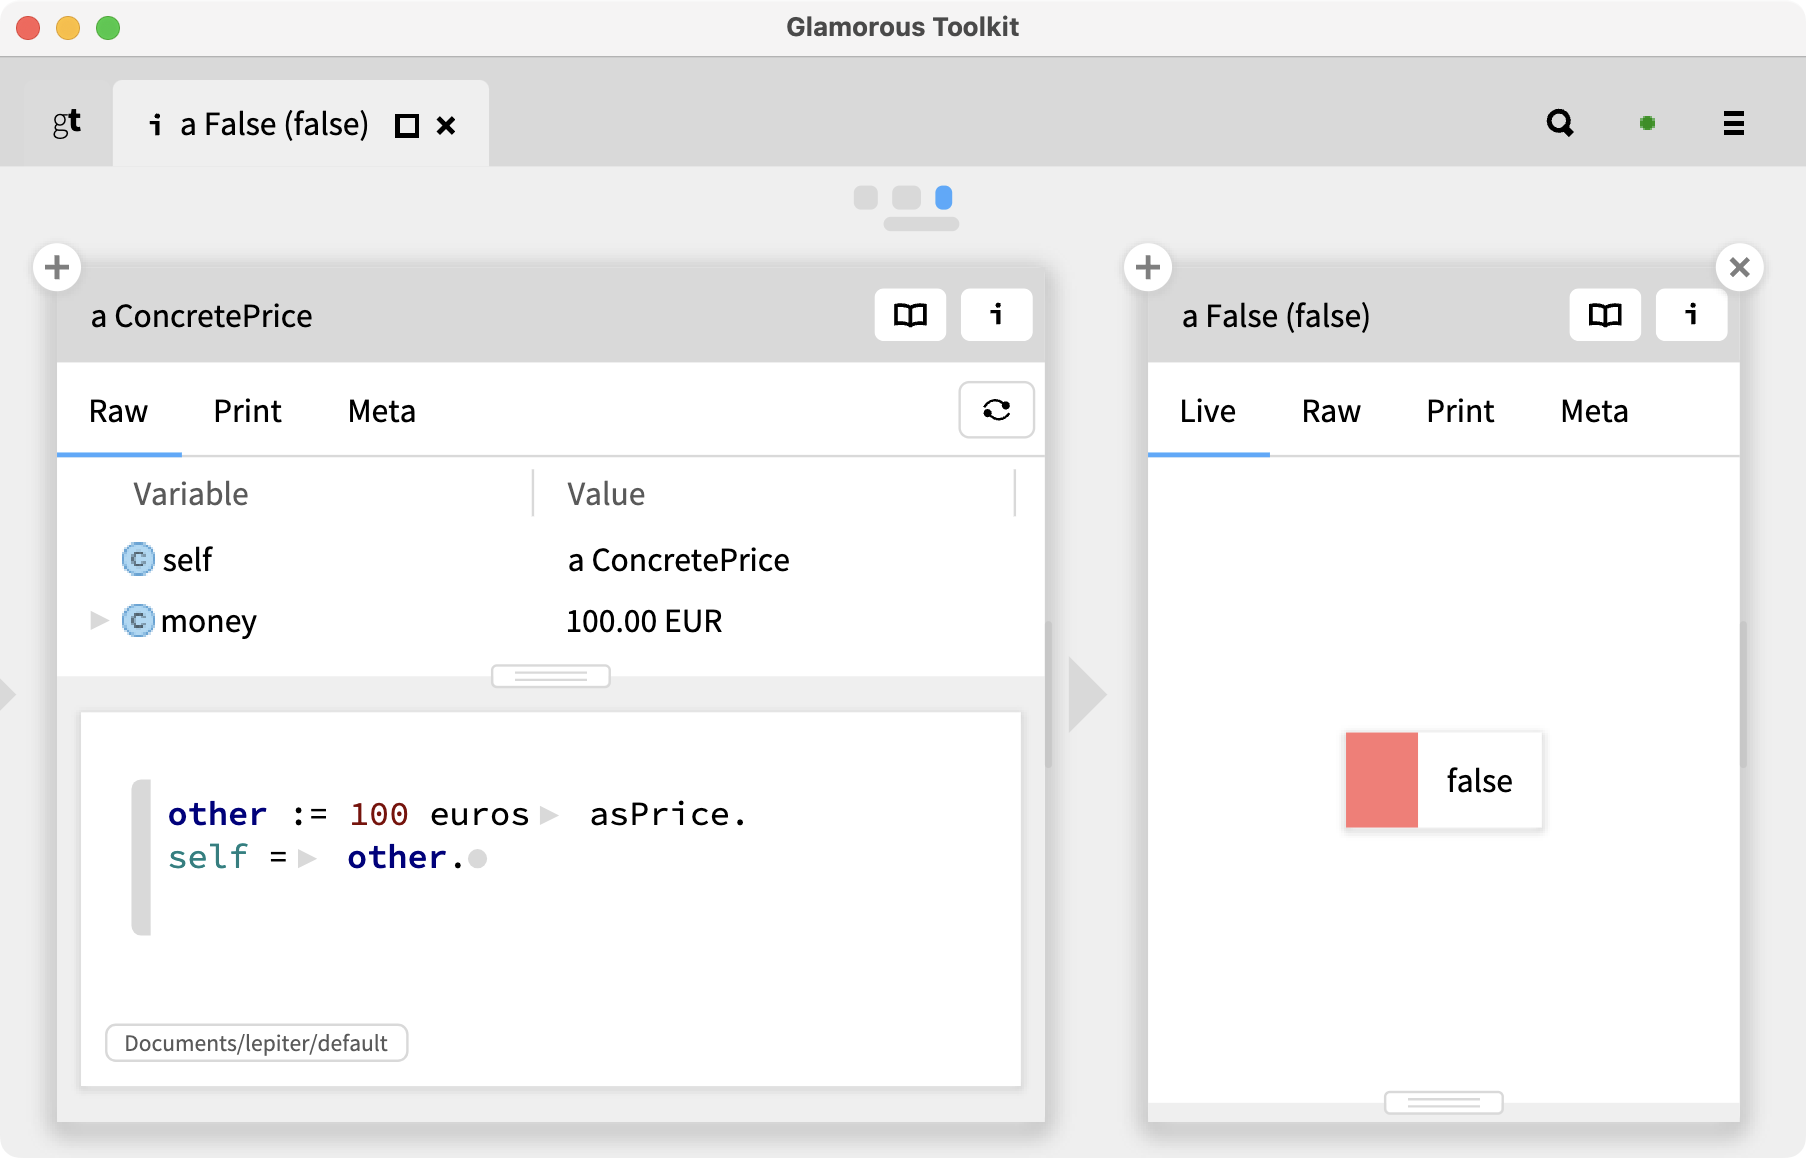 Glamorous Toolkit
gt
i a False (false)
a ConcretePrice
i
Raw Print Meta
Variable Value
self a ConcretePrice
money 100.00 EUR
other := 100 euros asPrice.
self = other.
Documents/lepiter/default
a False (false)
i
Live Raw Print Meta
false